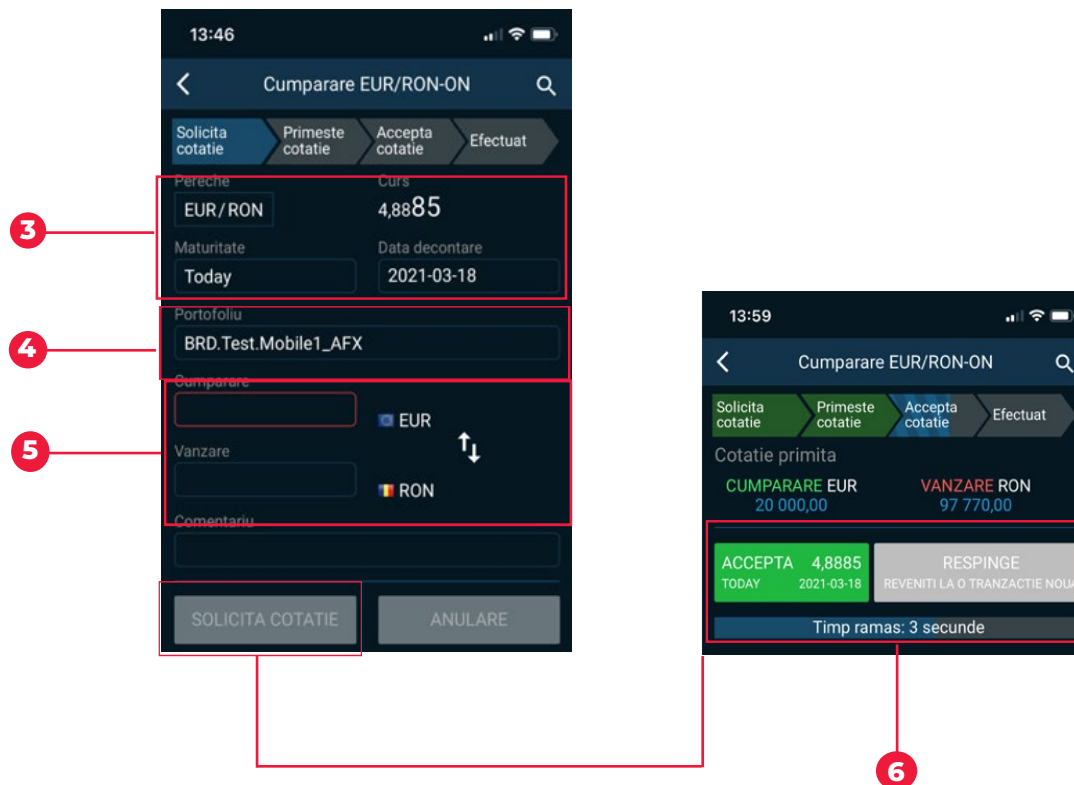 13:46
Cumparare EUR/RON-ON
Solicita cotatie
Primeste cotatie
Accepta cotatie
Efectuat
Pereche
Curs
EUR/RON
4,8885
3
Maturitate
Data decontare
Today
2021-03-18
Portofoliu
4
BRD.Test.Mobile1_AFX
Cumparare
EUR
5
Vanzare
RON
Comentariu
SOLICITA COTATIE
ANULARE
13:59
Cumparare EUR/RON-ON
Solicita cotatie
Primeste cotatie
Accepta cotatie
Efectuat
Cotatie primita
CUMPARARE EUR
VANZARE RON
20 000,00
97 770,00
ACCEPTA 4,8885
TODAY 2021-03-18
RESPINGE
REVENITI LA O TRANZACTIE NOUA
Timp ramas: 3 secunde
6